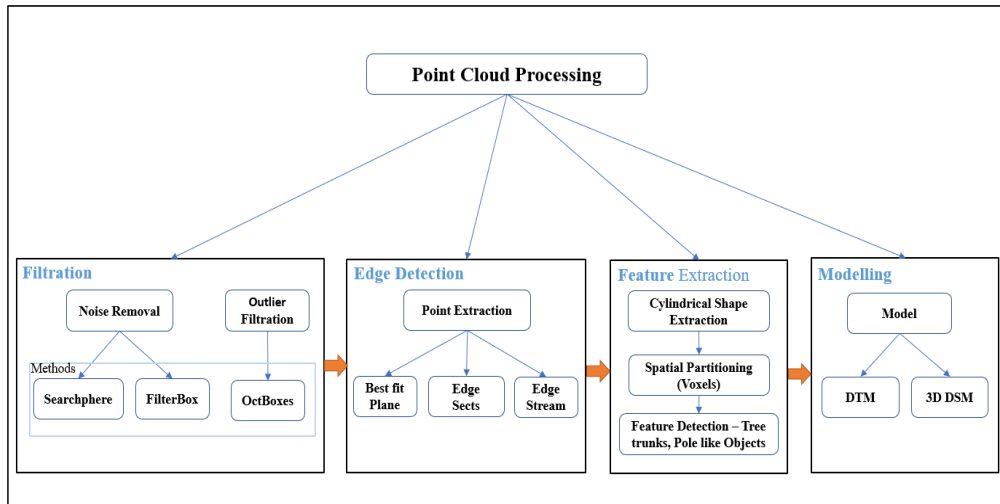 Point Cloud Processing
Filtration
Noise Removal
Outlier
Filtration
Methods
Searchphere
FilterBox
OctBoxes
Edge Detection
Point Extraction
Best fit
Plane
Edge
Sects
Edge
Stream
Feature Extraction
Cylindrical Shape
Extraction
Spatial Partitioning
(Voxels)
Feature Detection – Tree
trunks, Pole like Objects
Modelling
Model
DTM
3D DSM